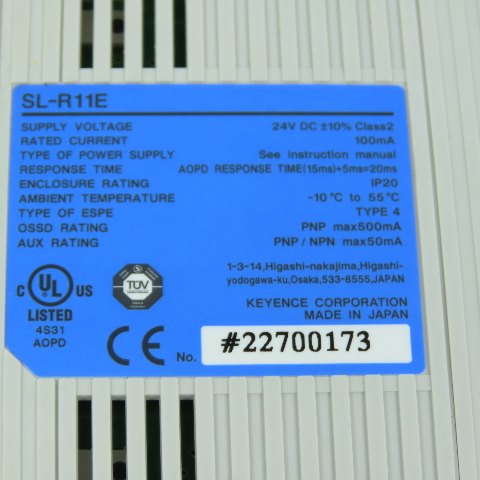 SL-R11E
SUPPLY VOLTAGE 24V DC ±10% Class2
RATED CURRENT 100mA
TYPE OF POWER SUPPLY See instruction manual
RESPONSE TIME AOPD RESPONSE TIME(15ms)+5ms=20ms
ENCLOSURE RATING IP20
AMBIENT TEMPERATURE -10°C to 55°C
TYPE OF ESPE TYPE 4
OSSD RATING PNP max500mA
AUX RATING PNP/NPN max50mA
1-3-14,Higashi-nakajima,Higashi-
yodogawa-ku,Osaka,533-8555,JAPAN
C UL US
LISTED
4S31
AOPD
TÜV
CE
KEYENCE CORPORATION
MADE IN JAPAN
No. #22700173